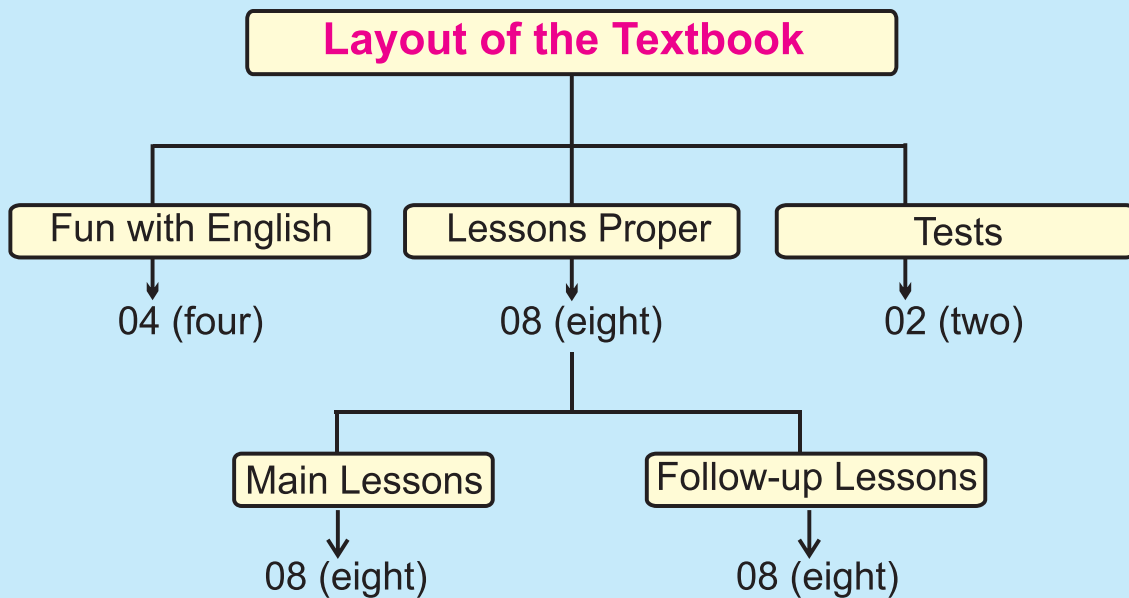 Layout of the Textbook
Fun with English
Lessons Proper
Tests
04 (four)
08 (eight)
02 (two)
Main Lessons
Follow-up Lessons
08 (eight)
08 (eight)